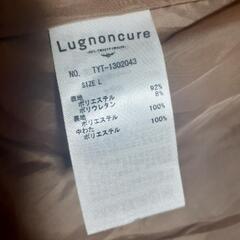 Lugnoncure
NO. TYT-1302043
SIZE L
表地
ポリエステル 92%
ポリウレタン 8%
裏地
ポリエステル 100%
中わた
ポリエステル 100%